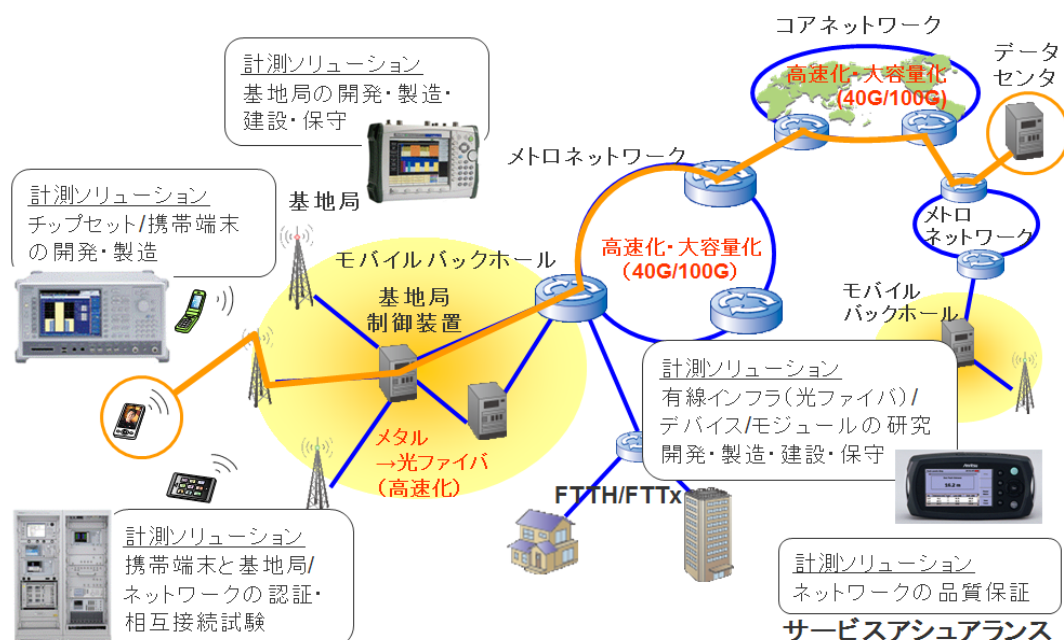 コアネットワーク
データ
センタ
高速化・大容量化
(40G/100G)
計測ソリューション
基地局の開発・製造・
建設・保守
メトロネットワーク
計測ソリューション
チップセット/携帯端末
の開発・製造
基地局
モバイルバックホール
高速化・大容量化
(40G/100G)
メトロ
ネットワーク
基地局
制御装置
モバイル
バックホール
計測ソリューション
有線インフラ(光ファイバ)/
デバイス/モジュールの研究
開発・製造・建設・保守
メタル
→光ファイバ
(高速化)
FTTH/FTTx
計測ソリューション
携帯端末と基地局/
ネットワークの認証・
相互接続試験
計測ソリューション
ネットワークの品質保証
サービスアシュアランス